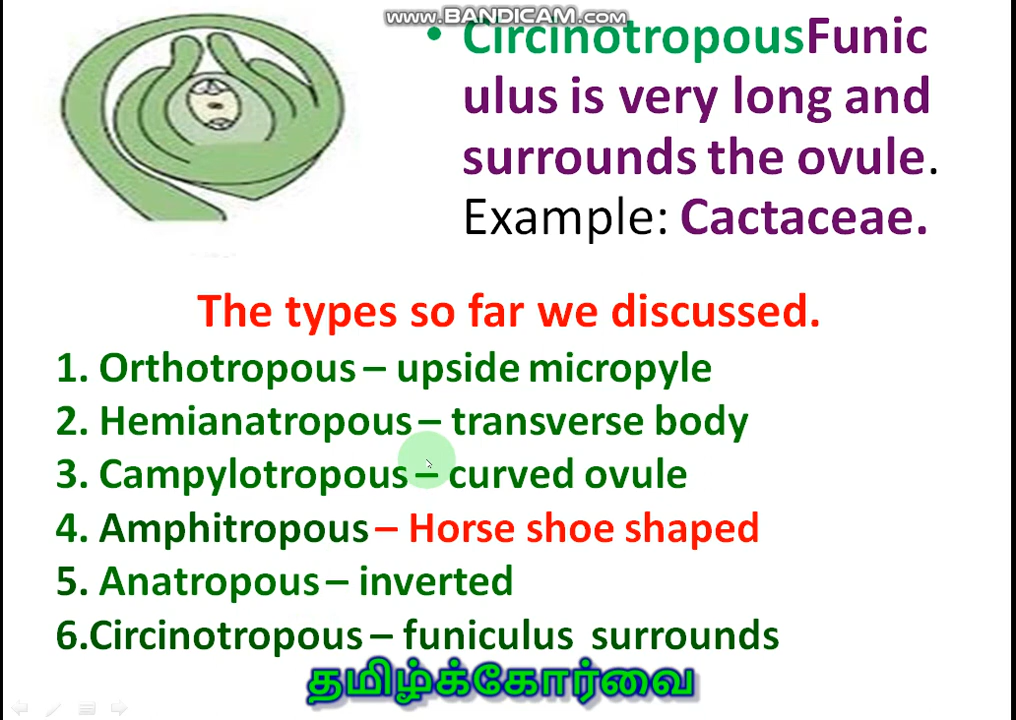 www.BANDICAM.com
• CircinotropousFunic
ulus is very long and
surrounds the ovule.
Example: Cactaceae.
The types so far we discussed.
1. Orthotropous – upside micropyle
2. Hemianatropous – transverse body
3. Campylotropous – curved ovule
4. Amphitropous – Horse shoe shaped
5. Anatropous – inverted
6.Circinotropous – funiculus surrounds
தமிழ்க்கோர்வை